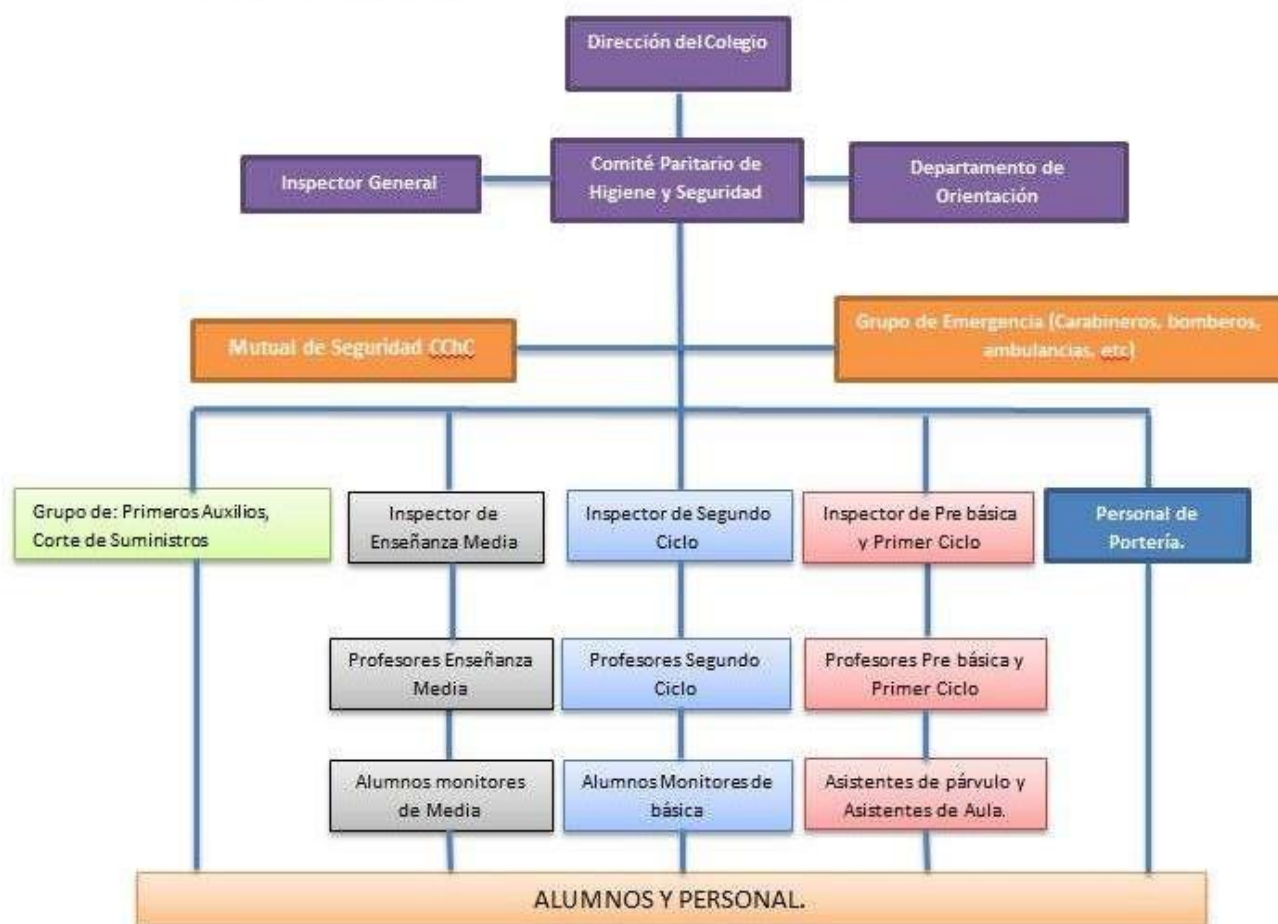 Dirección del Colegio
Inspector General
Comité Paritario de
Higiene y Seguridad
Departamento de
Orientación
Mutual de Seguridad CChC
Grupo de Emergencia (Carabineros, bomberos,
ambulancias, etc)
Grupo de: Primeros Auxilios,
Corte de Suministros
Inspector de
Enseñanza Media
Inspector de Segundo
Ciclo
Inspector de Pre básica
y Primer Ciclo
Personal de
Portería.
Profesores Enseñanza
Media
Profesores Segundo
Ciclo
Profesores Pre básica y
Primer Ciclo
Alumnos monitores
de Media
Alumnos Monitores de
básica
Asistentes de párvulo y
Asistentes de Aula.
ALUMNOS Y PERSONAL.